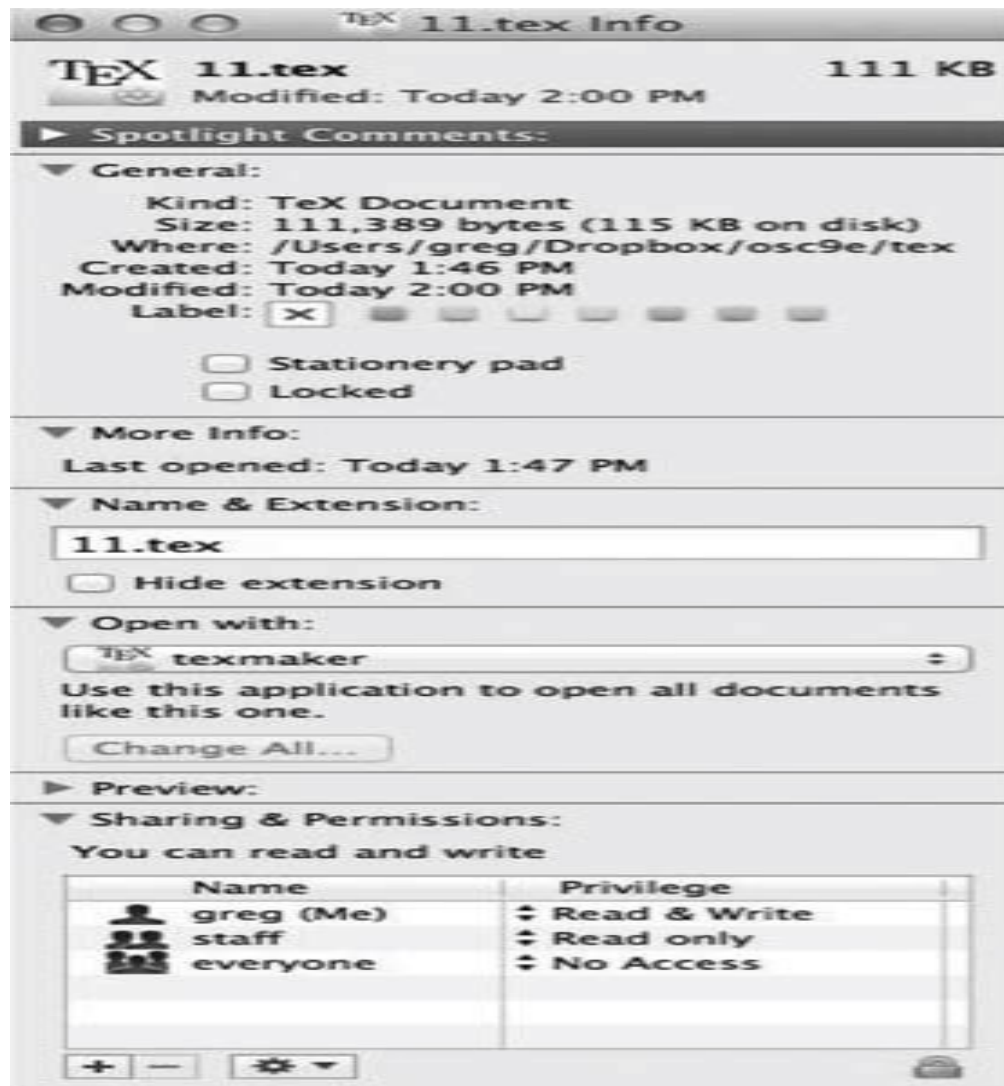 TEX 11.tex Info
TEX 11.tex 111 KB
Modified: Today 2:00 PM
Spotlight Comments:
General:
Kind: TeX Document
Size: 111,389 bytes (115 KB on disk)
Where: /Users/greg/Dropbox/osc9e/tex
Created: Today 1:46 PM
Modified: Today 2:00 PM
Label:
Stationery pad
Locked
More Info:
Last opened: Today 1:47 PM
Name & Extension:
11.tex
Hide extension
Open with:
TEX texmaker
Use this application to open all documents
like this one.
Change All...
Preview:
Sharing & Permissions:
You can read and write
Name Privilege
greg (Me) Read & Write
staff Read only
everyone No Access